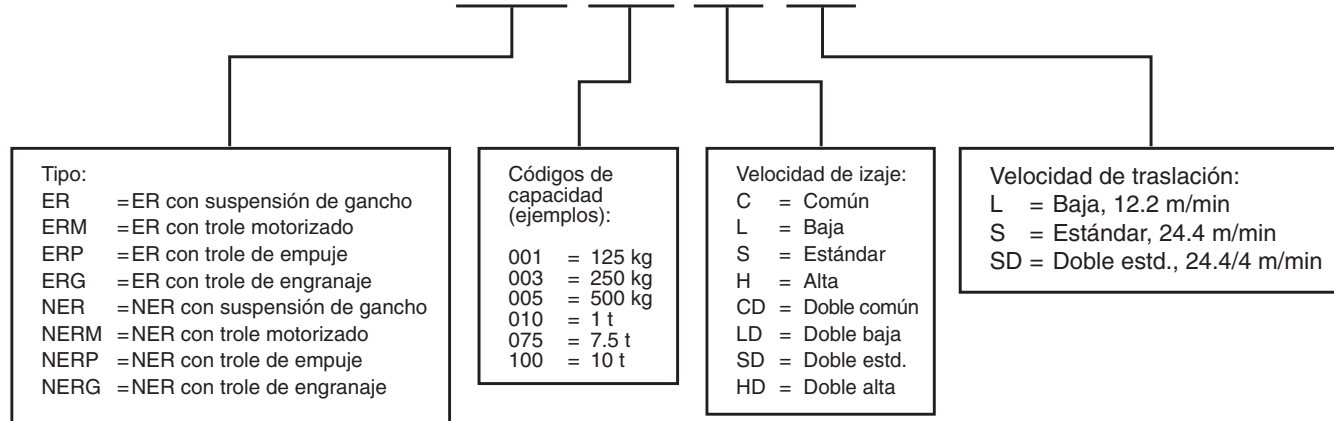 Tipo:
ER = ER con suspensión de gancho
ERM = ER con trole motorizado
ERP = ER con trole de empuje
ERG = ER con trole de engranaje
NER = NER con suspensión de gancho
NERM = NER con trole motorizado
NERP = NER con trole de empuje
NERG = NER con trole de engranaje
Códigos de
capacidad
(ejemplos):
001 = 125 kg
003 = 250 kg
005 = 500 kg
010 = 1 t
075 = 7.5 t
100 = 10 t
Velocidad de izaje:
C = Común
L = Baja
S = Estándar
H = Alta
CD = Doble común
LD = Doble baja
SD = Doble estd.
HD = Doble alta
Velocidad de traslación:
L = Baja, 12.2 m/min
S = Estándar, 24.4 m/min
SD = Doble estd., 24.4/4 m/min